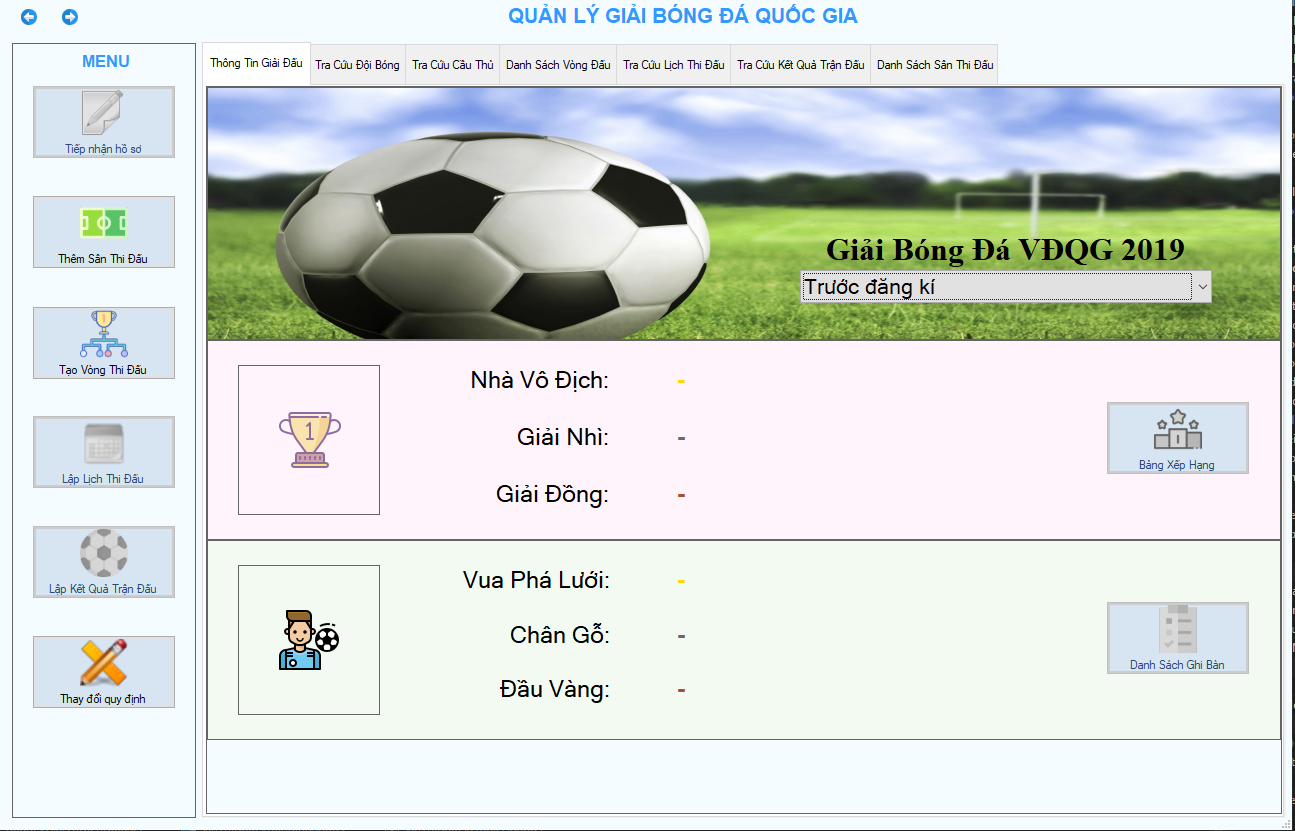 QUẢN LÝ GIẢI BÓNG ĐÁ QUỐC GIA
MENU
Tiếp nhận hồ sơ
Thêm Sân Thi Đấu
Tạo Vòng Thi Đấu
Lập Lịch Thi Đấu
Lập Kết Quả Trận Đấu
Thay đổi quy định
Thông Tin Giải Đấu
Tra Cứu Đội Bóng
Tra Cứu Cầu Thủ
Danh Sách Vòng Đấu
Tra Cứu Lịch Thi Đấu
Tra Cứu Kết Quả Trận Đấu
Danh Sách Sân Thi Đấu
Giải Bóng Đá VĐQG 2019
Trước đăng kí
1
Nhà Vô Địch: -
Giải Nhì: -
Giải Đồng: -
Bảng Xếp Hạng
Vua Phá Lưới: -
Chân Gỗ: -
Đầu Vàng: -
Danh Sách Ghi Bàn